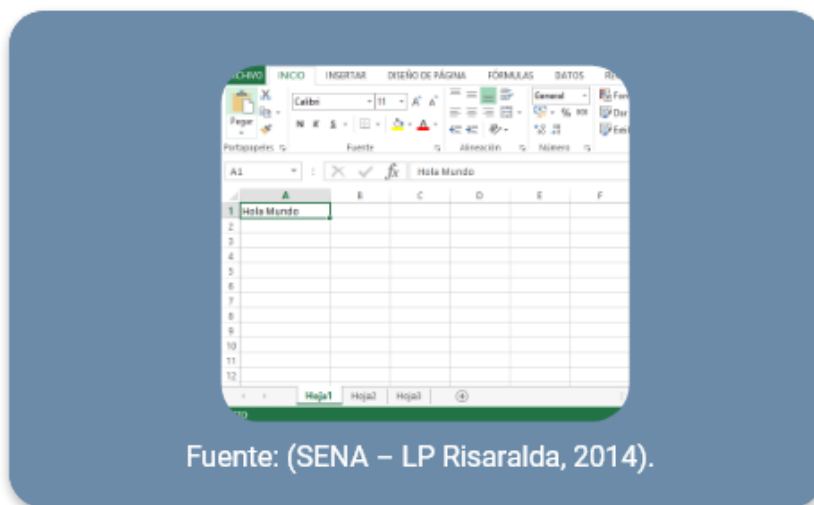 INICIO INSERTAR DISEÑO DE PÁGINA FÓRMULAS DATOS
Calibri 11 General
Pegar N K S % 000
Portapapeles Fuente Alineación Número
A1 fx Hola Mundo
A B C D E F
1 Hola Mundo
2
3
4
5
6
7
8
9
10
11
12
Hoja1 Hoja2 Hoja3
Fuente: (SENA – LP Risaralda, 2014).